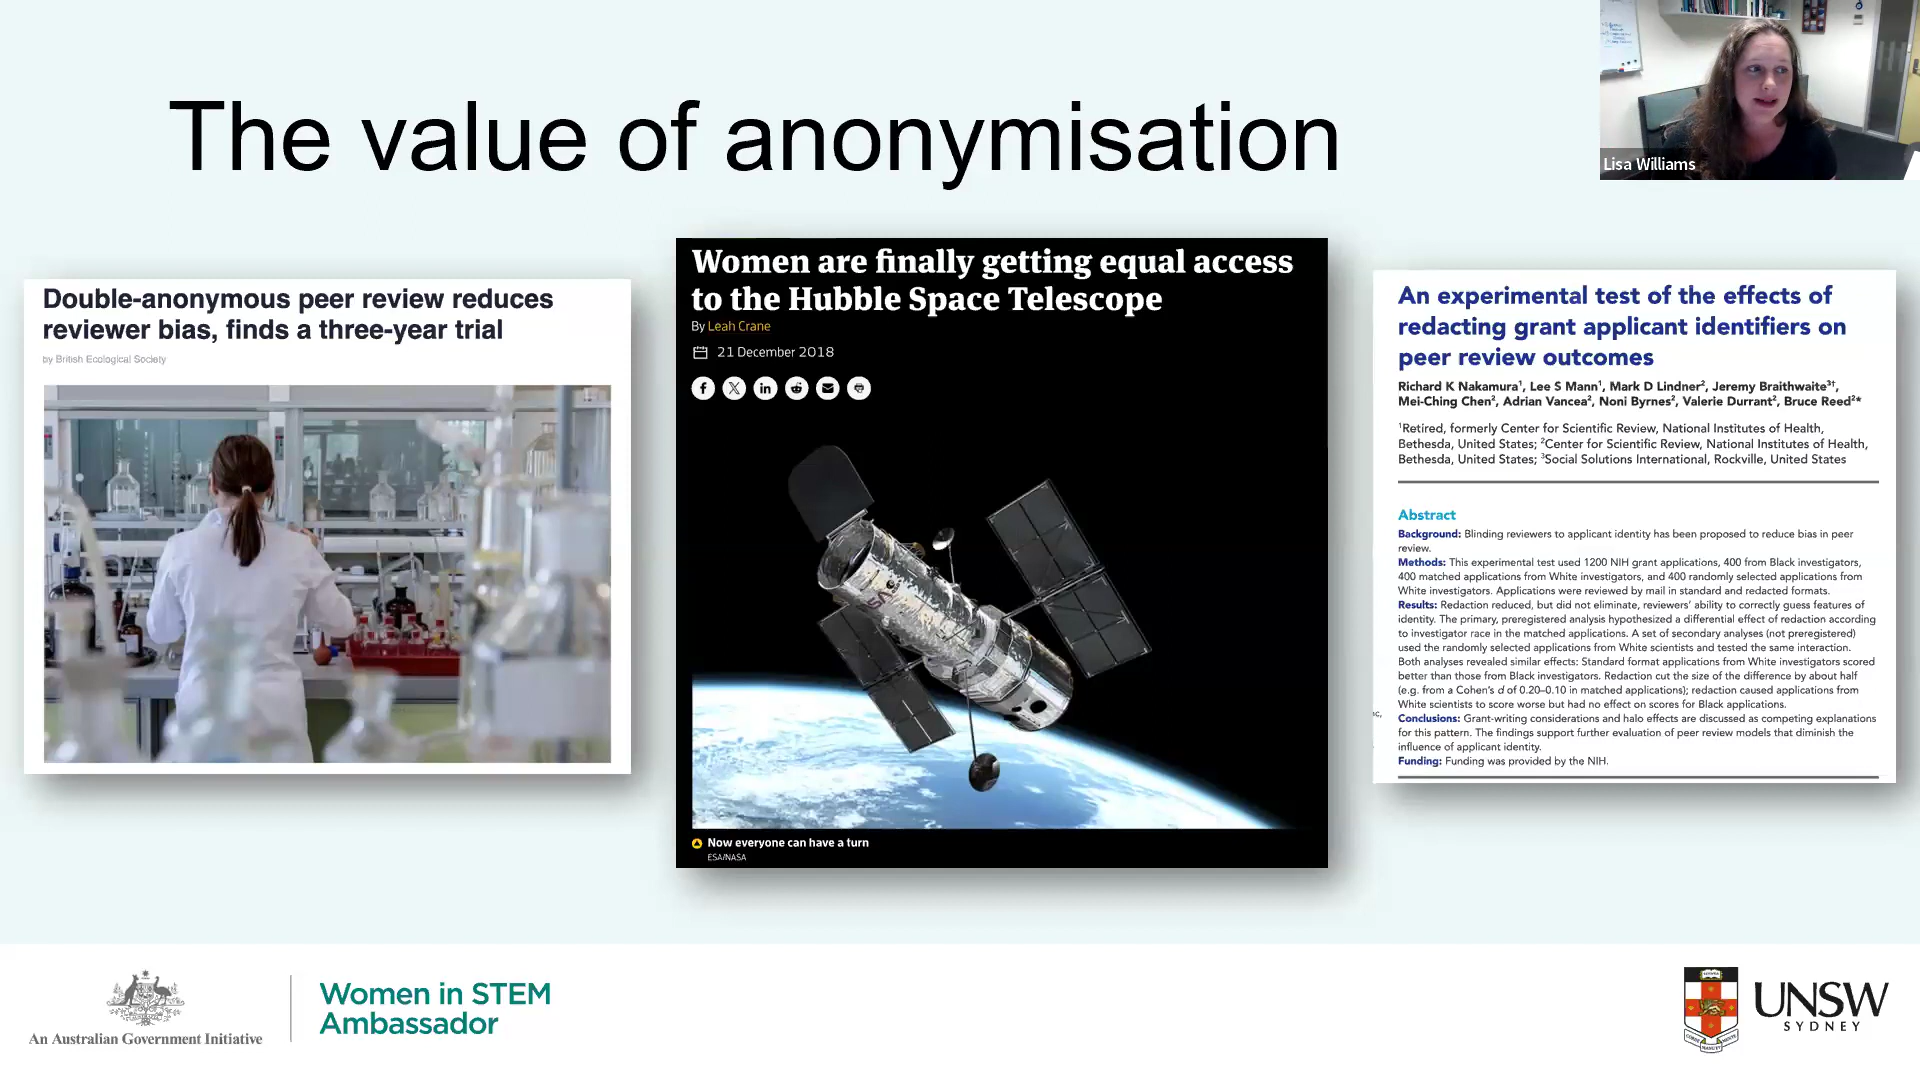 The value of anonymisation
Lisa Williams
Double-anonymous peer review reduces
reviewer bias, finds a three-year trial
by British Ecological Society
Women are finally getting equal access
to the Hubble Space Telescope
By Leah Crane
21 December 2018
Now everyone can have a turn
ESA/NASA
An experimental test of the effects of
redacting grant applicant identifiers on
peer review outcomes
Richard K Nakamura¹, Lee S Mann¹, Mark D Lindner², Jeremy Braithwaite³†,
Mei-Ching Chen², Adrian Vancea², Noni Byrnes², Valerie Durrant², Bruce Reed²*
¹Retired, formerly Center for Scientific Review, National Institutes of Health,
Bethesda, United States; ²Center for Scientific Review, National Institutes of Health,
Bethesda, United States; ³Social Solutions International, Rockville, United States
Abstract
Background: Blinding reviewers to applicant identity has been proposed to reduce bias in peer
review.
Methods: This experimental test used 1200 NIH grant applications, 400 from Black investigators,
400 matched applications from White investigators, and 400 randomly selected applications from
White investigators. Applications were reviewed by mail in standard and redacted formats.
Results: Redaction reduced, but did not eliminate, reviewers' ability to correctly guess features of
identity. The primary, preregistered analysis hypothesized a differential effect of redaction according
to investigator race in the matched applications. A set of secondary analyses (not preregistered)
used the randomly selected applications from White scientists and tested the same interaction.
Both analyses revealed similar effects: Standard format applications from White investigators scored
better than those from Black investigators. Redaction cut the size of the difference by about half
(e.g. from a Cohen's d of 0.20–0.10 in matched applications); redaction caused applications from
White scientists to score worse but had no effect on scores for Black applications.
Conclusions: Grant-writing considerations and halo effects are discussed as competing explanations
for this pattern. The findings support further evaluation of peer review models that diminish the
influence of applicant identity.
Funding: Funding was provided by the NIH.
An Australian Government Initiative
Women in STEM
Ambassador
UNSW
SYDNEY